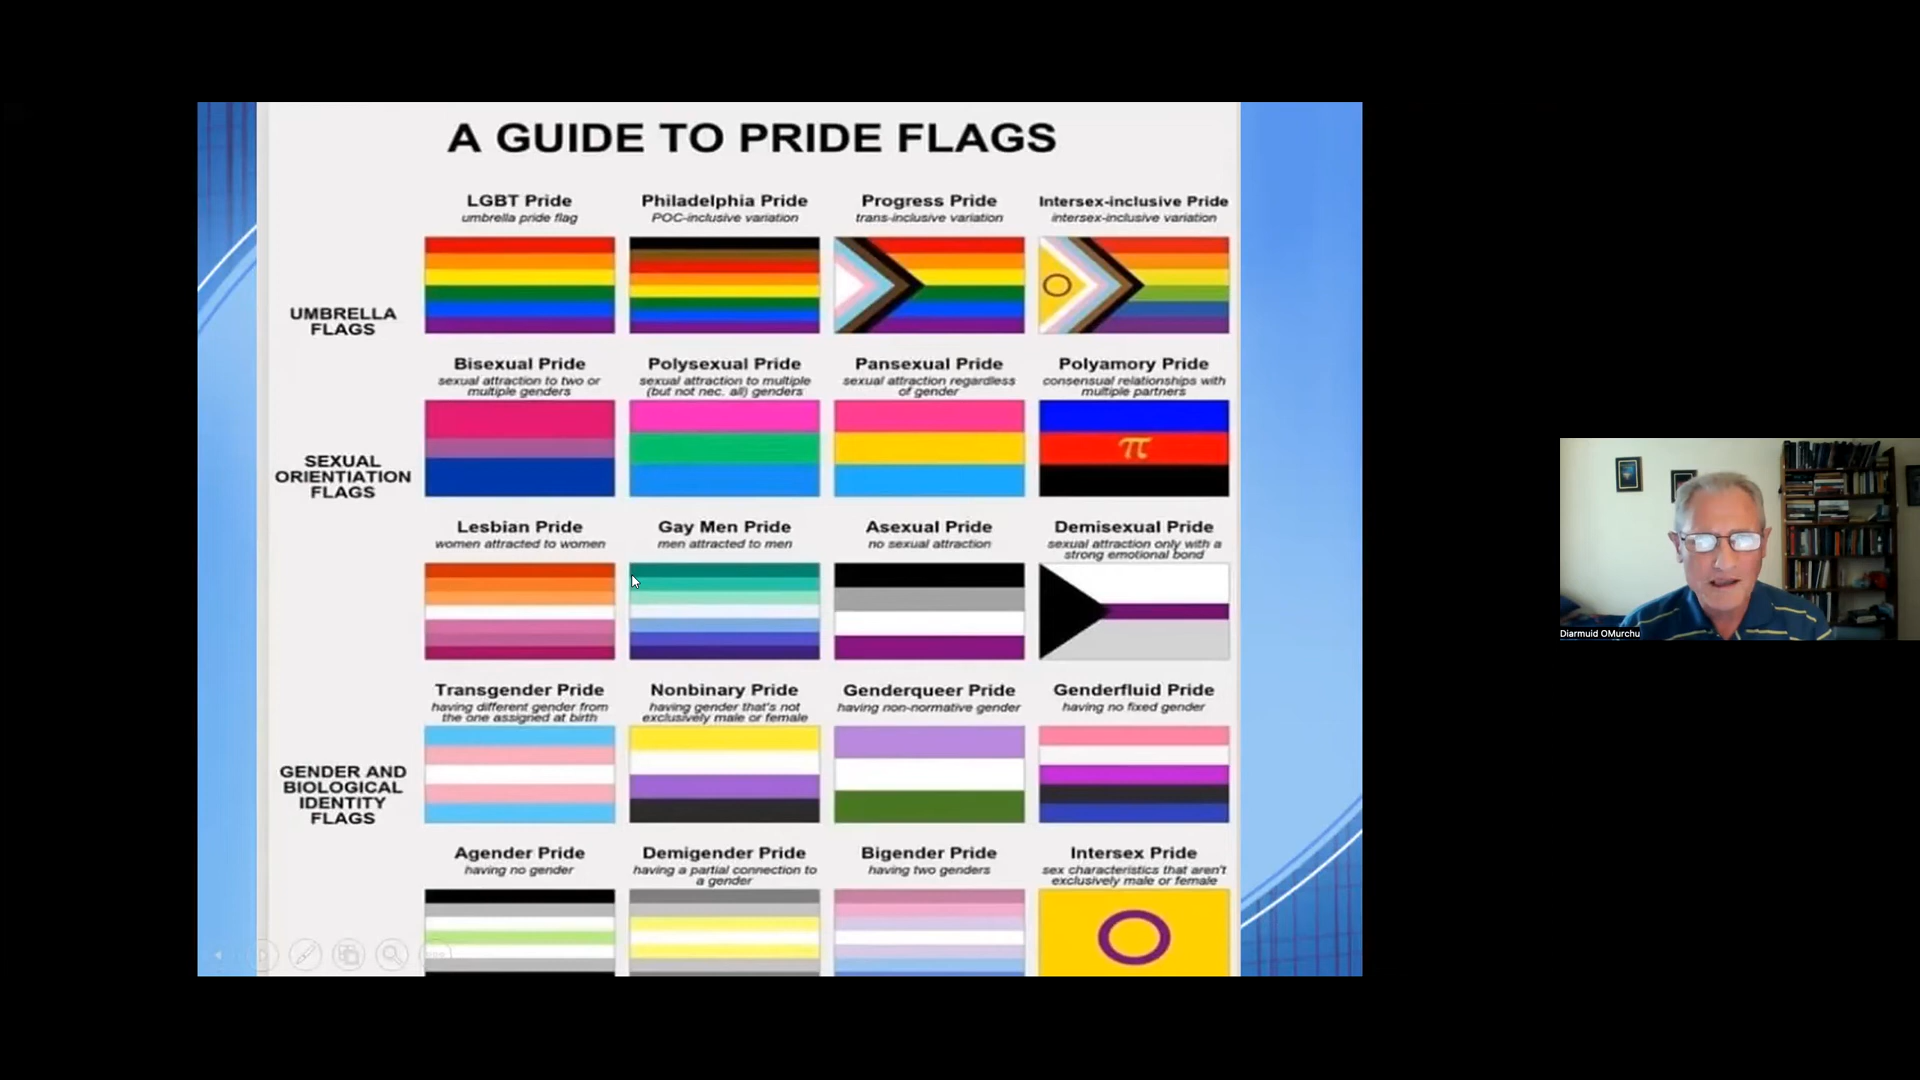 A GUIDE TO PRIDE FLAGS
LGBT Pride
umbrella pride flag
Philadelphia Pride
POC-inclusive variation
Progress Pride
trans-inclusive variation
Intersex-inclusive Pride
intersex-inclusive variation
UMBRELLA
FLAGS
Bisexual Pride
sexual attraction to two or
multiple genders
Polysexual Pride
sexual attraction to multiple
(but not nec. all) genders
Pansexual Pride
sexual attraction regardless
of gender
Polyamory Pride
consensual relationships with
multiple partners
π
SEXUAL
ORIENTIATION
FLAGS
Lesbian Pride
women attracted to women
Gay Men Pride
men attracted to men
Asexual Pride
no sexual attraction
Demisexual Pride
sexual attraction only with a
strong emotional bond
Transgender Pride
having different gender from
the one assigned at birth
Nonbinary Pride
having gender that's not
exclusively male or female
Genderqueer Pride
having non-normative gender
Genderfluid Pride
having no fixed gender
GENDER AND
BIOLOGICAL
IDENTITY
FLAGS
Agender Pride
having no gender
Demigender Pride
having a partial connection to
a gender
Bigender Pride
having two genders
Intersex Pride
sex characteristics that aren't
exclusively male or female
Diarmuid OMurchu